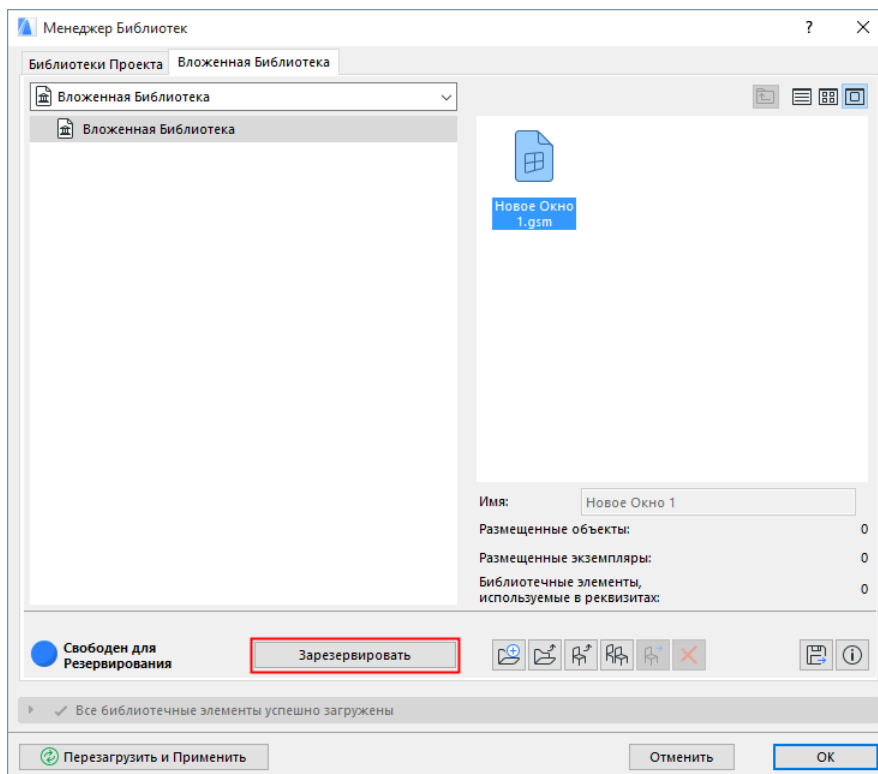 Менеджер Библиотек
?
Библиотеки Проекта
Вложенная Библиотека
Вложенная Библиотека
Вложенная Библиотека
Новое Окно
1.gsm
Имя:
Новое Окно 1
Размещенные объекты:
0
Размещенные экземпляры:
0
Библиотечные элементы,
используемые в реквизитах:
0
Свободен для
Резервирования
Зарезервировать
Все библиотечные элементы успешно загружены
Перезагрузить и Применить
Отменить
ОК